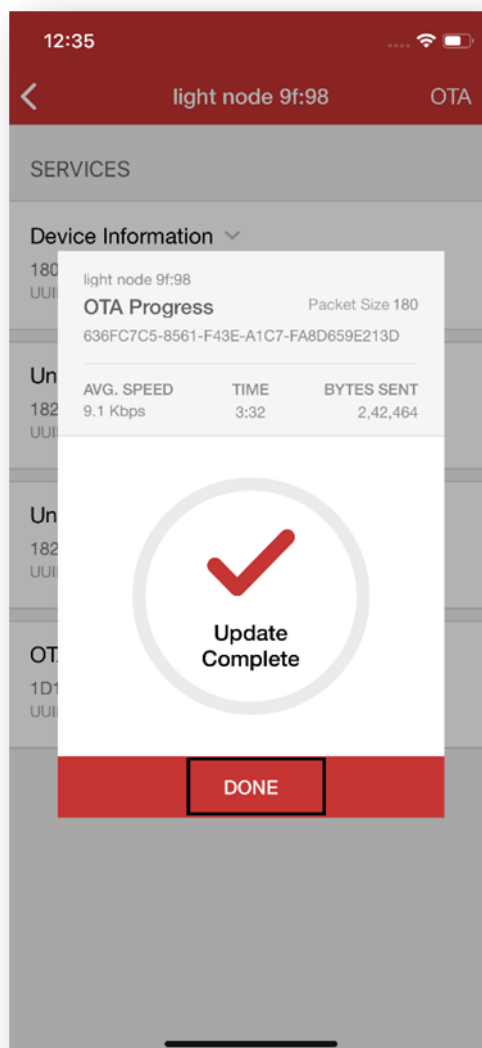 12:35
light node 9f:98
OTA
SERVICES
Device Information
180
UUI
light node 9f:98
OTA Progress
Packet Size 180
636FC7C5-8561-F43E-A1C7-FA8D659E213D
AVG. SPEED TIME BYTES SENT
9.1 Kbps 3:32 2,42,464
Un
182
UUI
Un
182
UUI
Update
Complete
OT
1D1
UUI
DONE